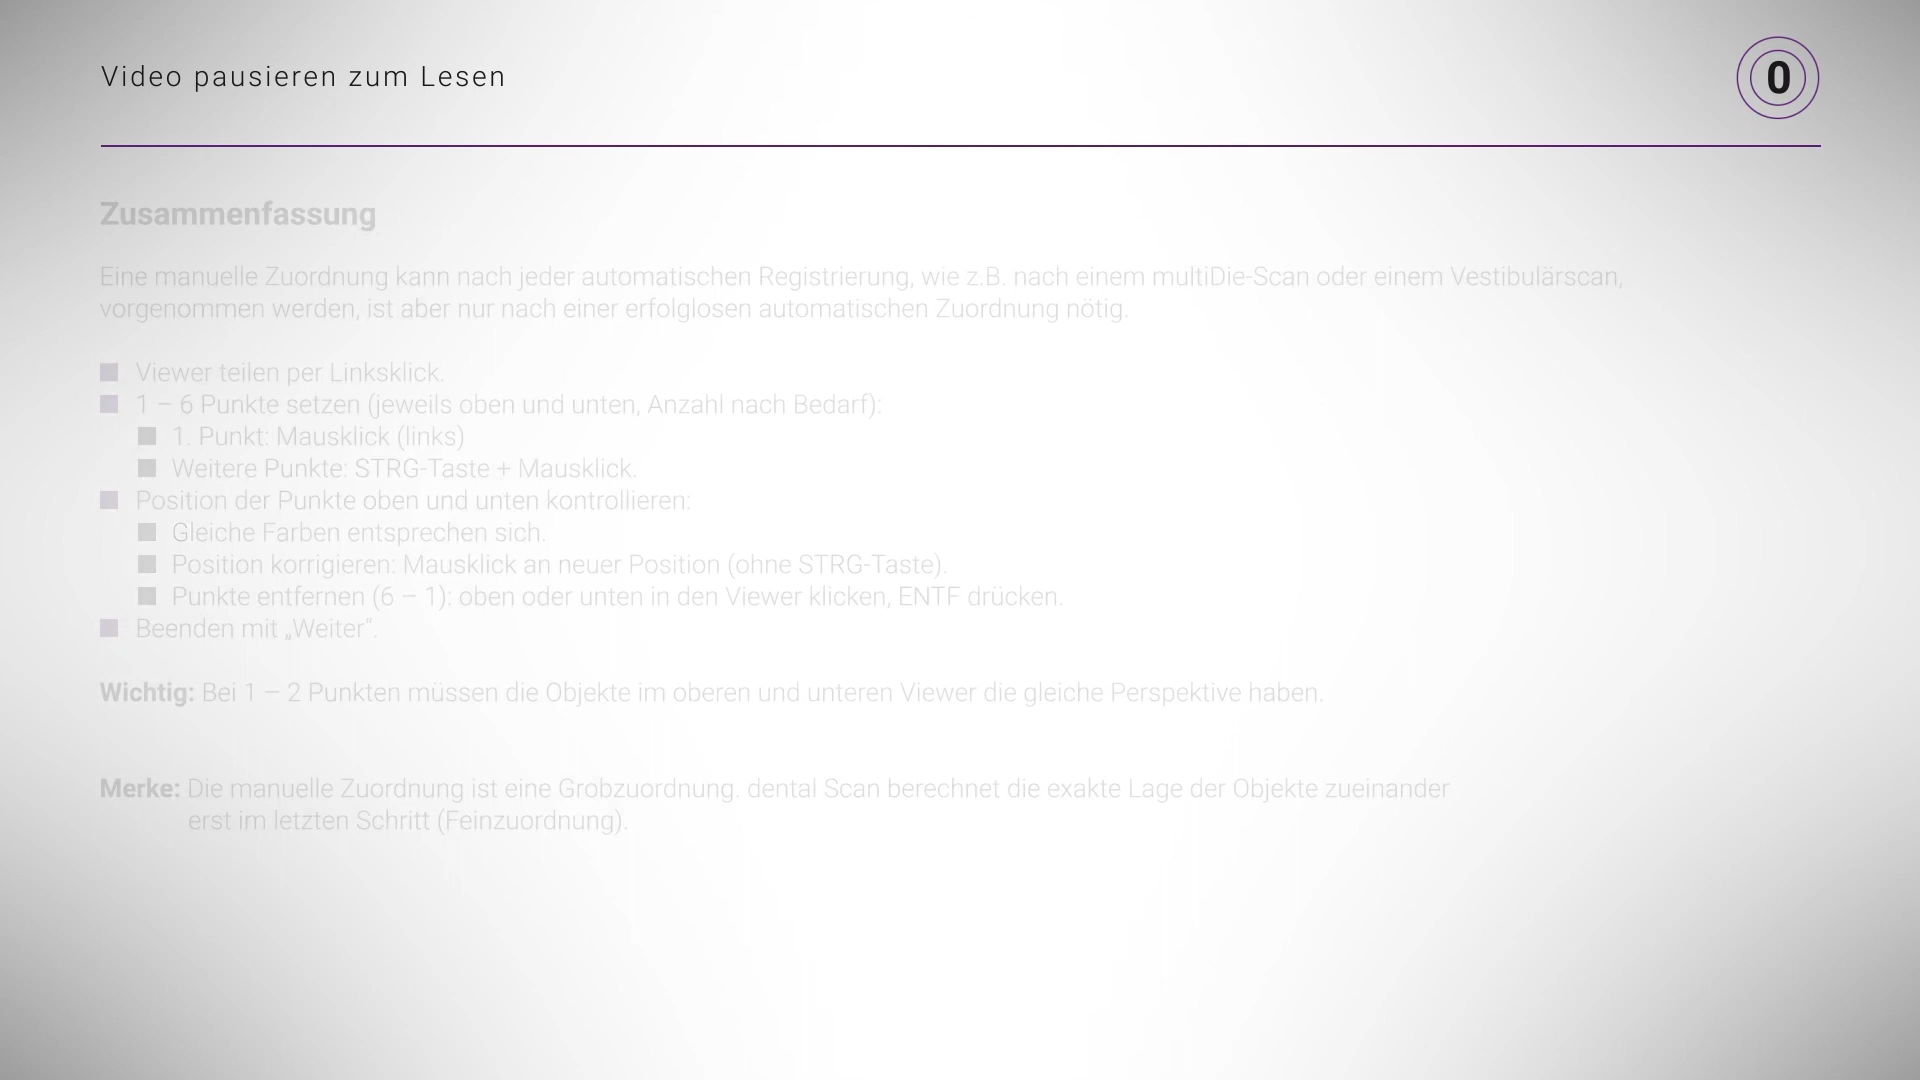 Video pausieren zum Lesen
0
Zusammenfassung
Eine manuelle Zuordnung kann nach jeder automatischen Registrierung, wie z.B. nach einem multiDie-Scan oder einem Vestibulärscan,
vorgenommen werden, ist aber nur nach einer erfolglosen automatischen Zuordnung nötig.
Viewer teilen per Linksklick.
1 – 6 Punkte setzen (jeweils oben und unten, Anzahl nach Bedarf):
1. Punkt: Mausklick (links)
Weitere Punkte: STRG-Taste + Mausklick.
Position der Punkte oben und unten kontrollieren:
Gleiche Farben entsprechen sich.
Position korrigieren: Mausklick an neuer Position (ohne STRG-Taste).
Punkte entfernen (6 – 1): oben oder unten in den Viewer klicken, ENTF drücken.
Beenden mit „Weiter“.
Wichtig: Bei 1 – 2 Punkten müssen die Objekte im oberen und unteren Viewer die gleiche Perspektive haben.
Merke: Die manuelle Zuordnung ist eine Grobzuordnung. dental Scan berechnet die exakte Lage der Objekte zueinander
erst im letzten Schritt (Feinzuordnung).